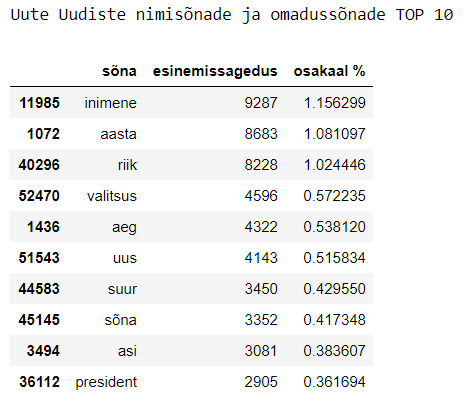 Uute Uudiste nimisõnade ja omadussõnade TOP 10
sõna esinemissagedus osakaal %
11985 inimene 9287 1.156299
1072 aasta 8683 1.081097
40296 riik 8228 1.024446
52470 valitsus 4596 0.572235
1436 aeg 4322 0.538120
51543 uus 4143 0.515834
44583 suur 3450 0.429550
45145 sõna 3352 0.417348
3494 asi 3081 0.383607
36112 president 2905 0.361694